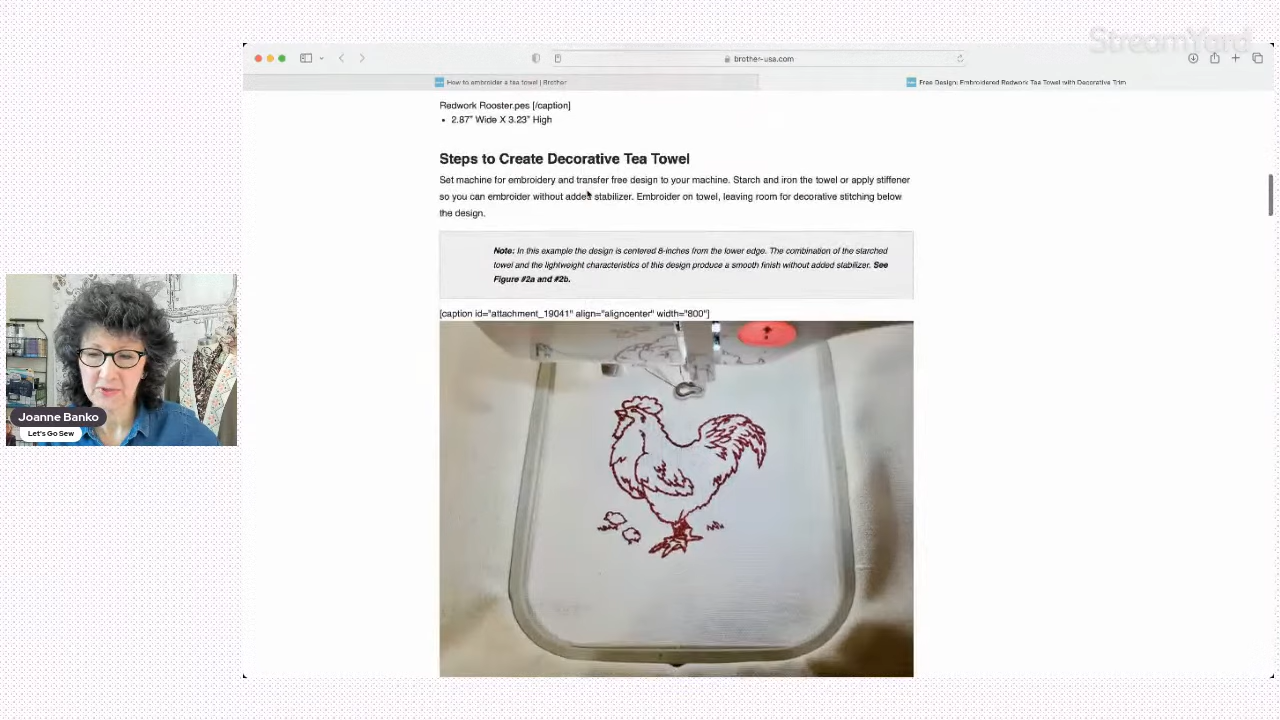 StreamYard
brother-usa.com
How to embroider a tea towel | Brother
Free Design: Embroidered Redwork Tea Towel with Decorative Trim
Redwork Rooster.pes [/caption]
• 2.87” Wide X 3.23” High
Steps to Create Decorative Tea Towel
Set machine for embroidery and transfer free design to your machine. Starch and iron the towel or apply stiffener
so you can embroider without added stabilizer. Embroider on towel, leaving room for decorative stitching below
the design.
Note: In this example the design is centered 8-inches from the lower edge. The combination of the starched
towel and the lightweight characteristics of this design produce a smooth finish without added stabilizer. See
Figure #2a and #2b.
[caption id="attachment_19041" align="aligncenter" width="800"]
Joanne Banko
Let's Go Sew